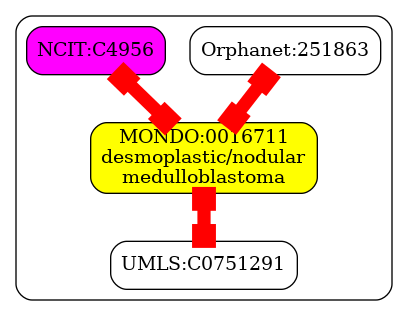 NCIT:C4956
Orphanet:251863
MONDO:0016711
desmoplastic/nodular
medulloblastoma
UMLS:C0751291